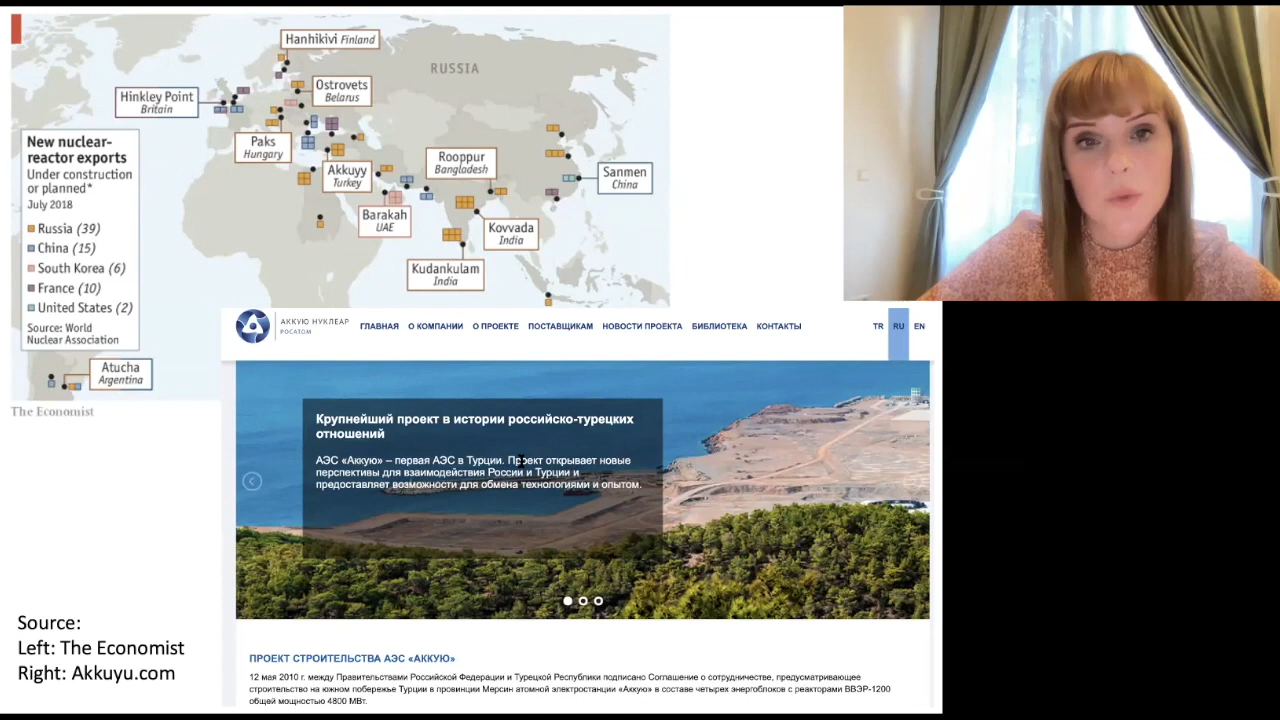 Hanhikivi Finland
RUSSIA
Ostrovets
Belarus
Hinkley Point
Britain
Paks
Hungary
Akkuyy
Turkey
Rooppur
Bangladesh
Sanmen
China
Barakah
UAE
Kovvada
India
Kudankulam
India
New nuclear-
reactor exports
Under construction
or planned*
July 2018
Russia (39)
China (15)
South Korea (6)
France (10)
United States (2)
Source: World
Nuclear Association
Atucha
Argentina
The Economist
АККУЮ НУКЛЕАР
РОСАТОМ
ГЛАВНАЯ О КОМПАНИИ О ПРОЕКТЕ ПОСТАВЩИКАМ НОВОСТИ ПРОЕКТА БИБЛИОТЕКА КОНТАКТЫ
TR RU EN
Крупнейший проект в истории российско-турецких
отношений
АЭС «Аккую» – первая АЭС в Турции. Проект открывает новые
перспективы для взаимодействия России и Турции и
предоставляет возможности для обмена технологиями и опытом.
ПРОЕКТ СТРОИТЕЛЬСТВА АЭС «АККУЮ»
12 мая 2010 г. между Правительствами Российской Федерации и Турецкой Республики подписано Соглашение о сотрудничестве, предусматривающее
строительство на южном побережье Турции в провинции Мерсин атомной электростанции «Аккую» в составе четырех энергоблоков с реакторами ВВЭР-1200
общей мощностью 4800 МВт.
Source:
Left: The Economist
Right: Akkuyu.com